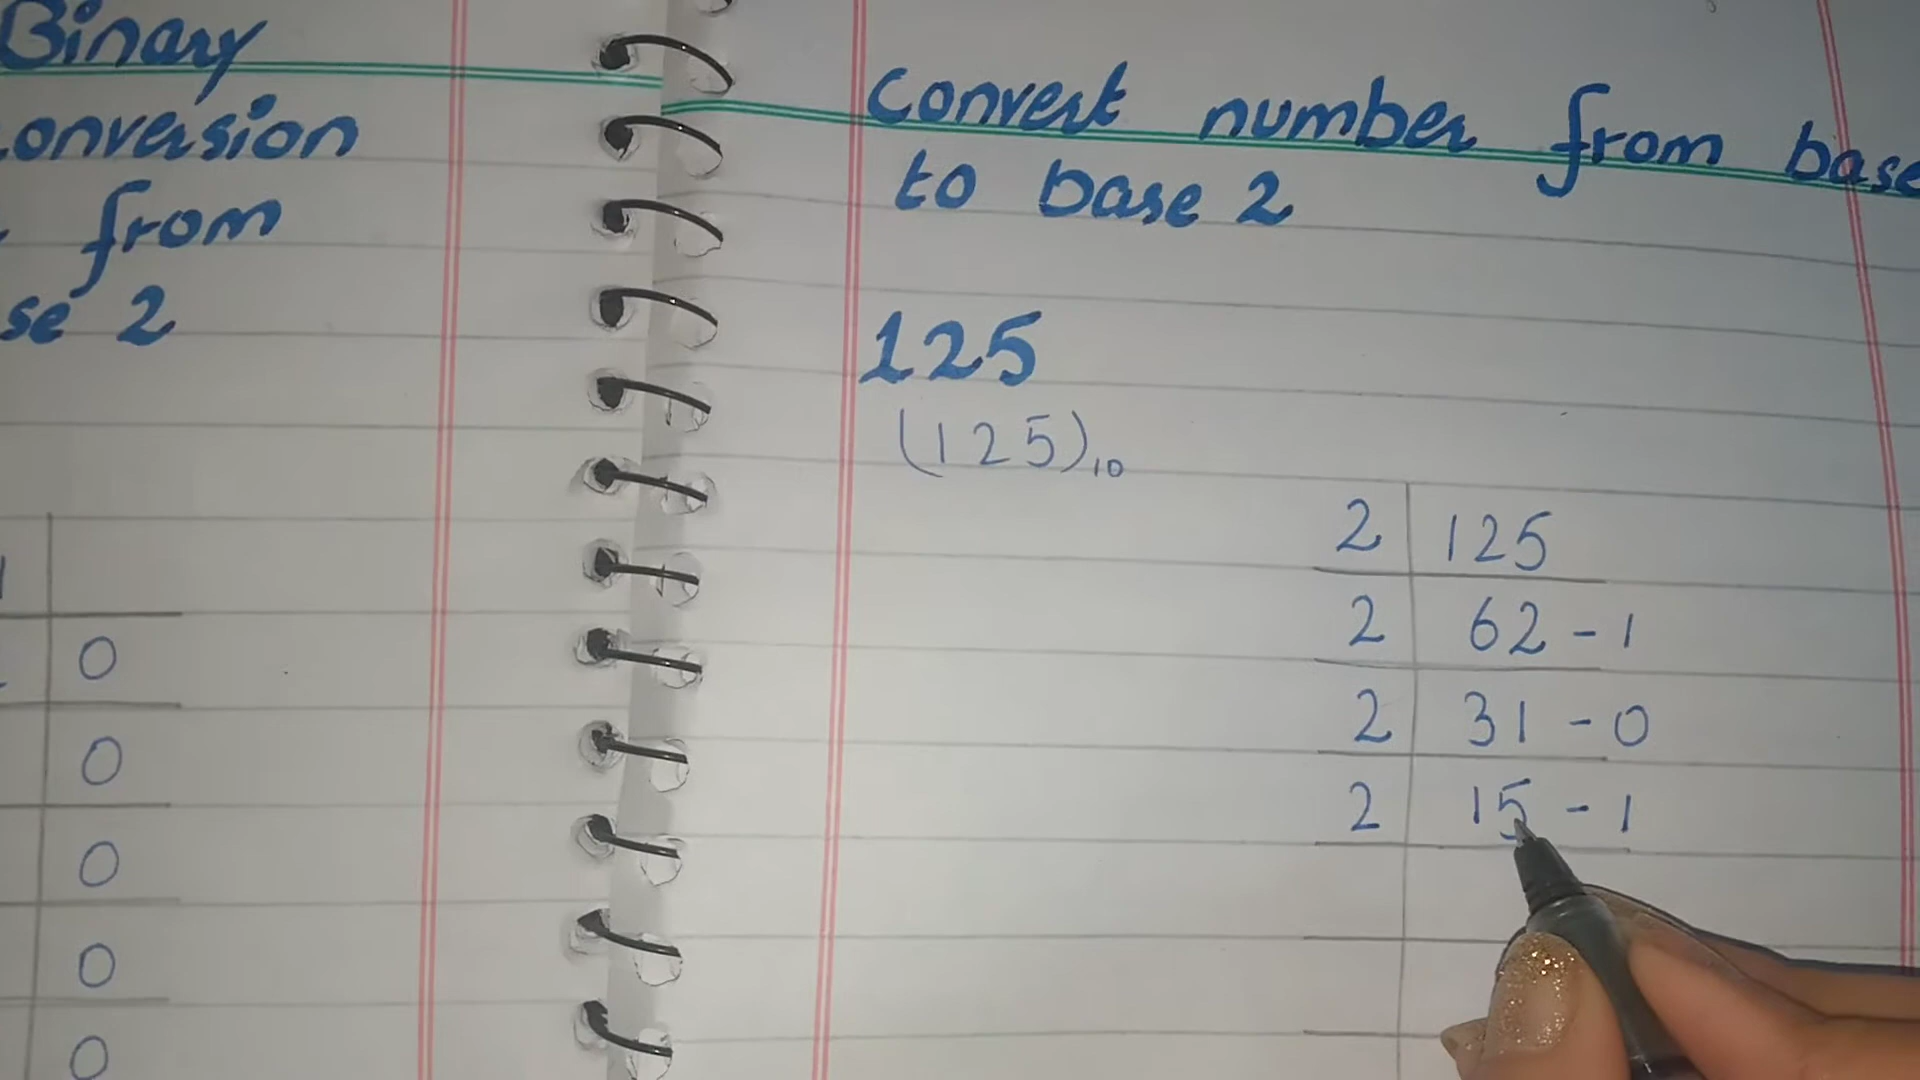 Binary
onversion
from
se 2
0
0
0
0
0
Convert number from base
to base 2
125
(125)10
2 125
2 62 - 1
2 31 - 0
2 15 - 1